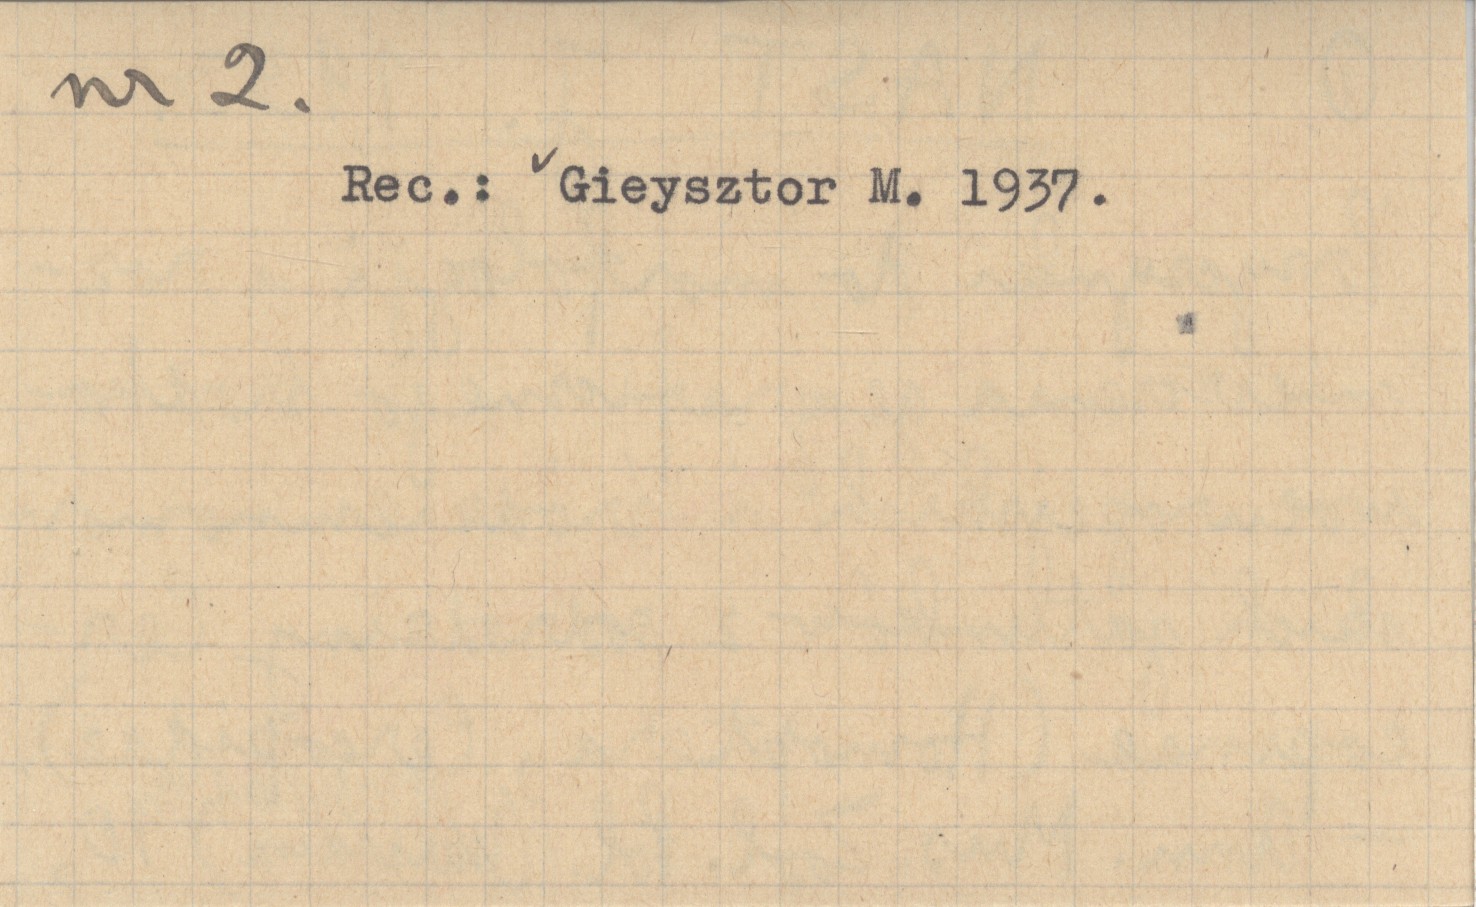 nr 2.
Rec.: ✓Gieysztor M. 1937.